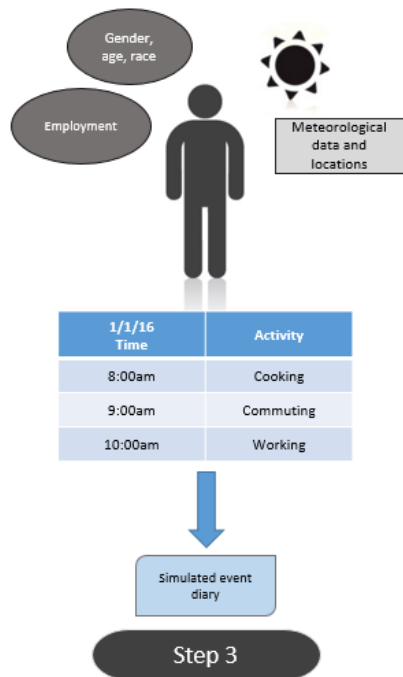 Gender,
age, race
Employment
Meteorological
data and
locations
1/1/16
Time
Activity
8:00am
Cooking
9:00am
Commuting
10:00am
Working
Simulated event
diary
Step 3